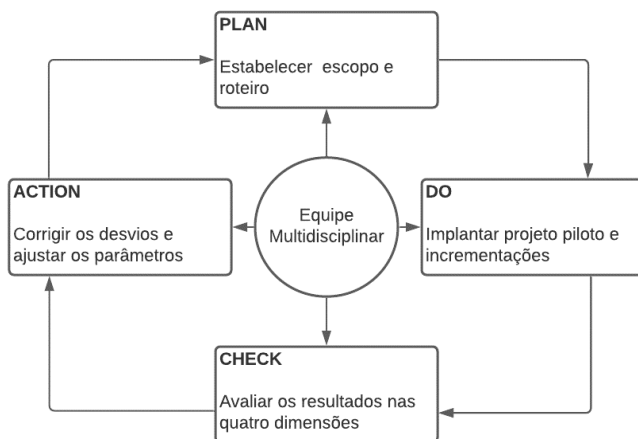 PLAN
Estabelecer escopo e
roteiro
ACTION
Corrigir os desvios e
ajustar os parâmetros
Equipe
Multidisciplinar
DO
Implantar projeto piloto e
incrementações
CHECK
Avaliar os resultados nas
quatro dimensões